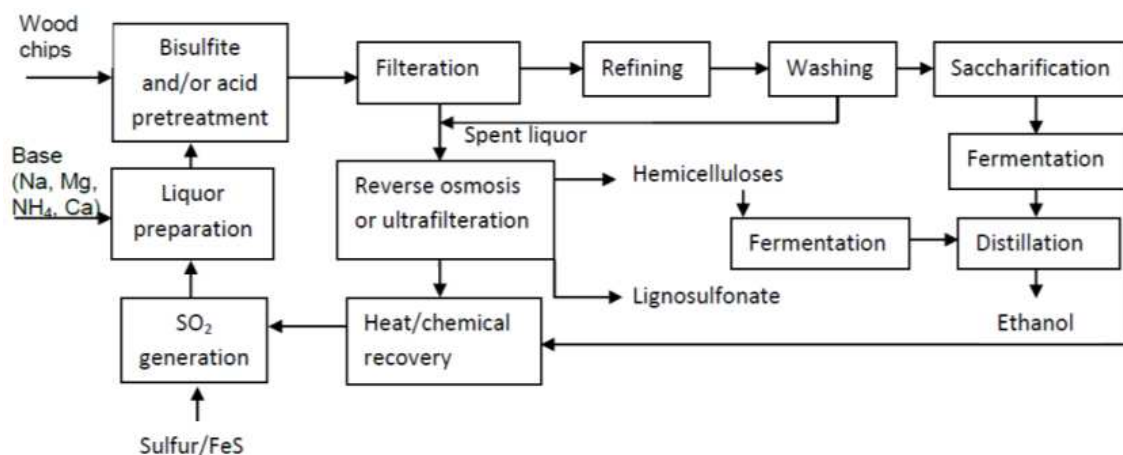 Wood
chips
Bisulfite
and/or acid
pretreatment
Filteration
Refining
Washing
Saccharification
Spent liquor
Base
(Na, Mg,
NH₄, Ca)
Liquor
preparation
Reverse osmosis
or ultrafilteration
Hemicelluloses
Fermentation
Fermentation
Distillation
Lignosulfonate
SO₂
generation
Heat/chemical
recovery
Ethanol
Sulfur/FeS